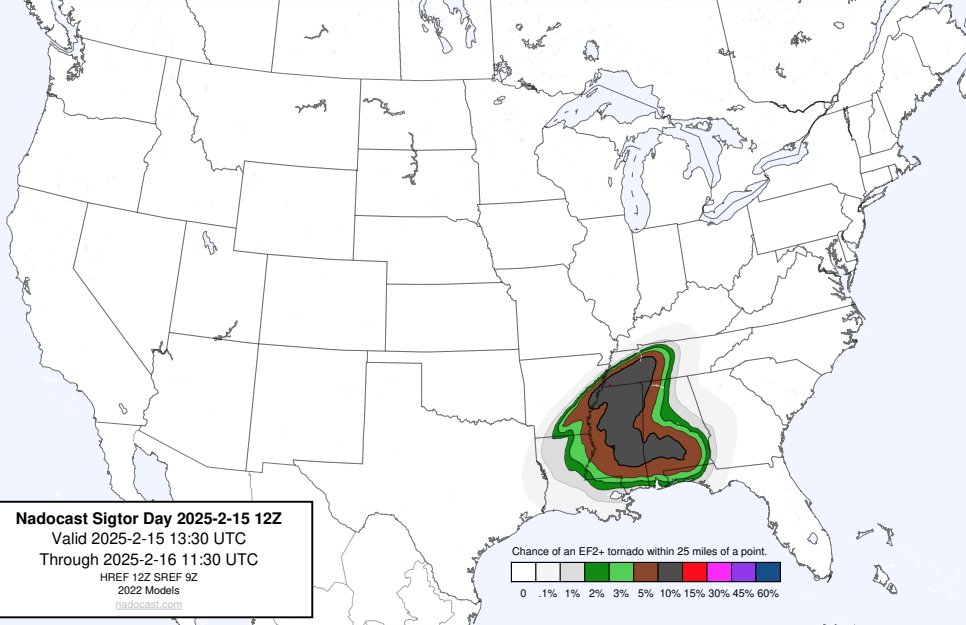 Nadocast Sigtor Day 2025-2-15 12Z
Valid 2025-2-15 13:30 UTC
Through 2025-2-16 11:30 UTC
HREF 12Z SREF 9Z
2022 Models
nadocast.com
Chance of an EF2+ tornado within 25 miles of a point.
0 .1% 1% 2% 3% 5% 10% 15% 30% 45% 60%